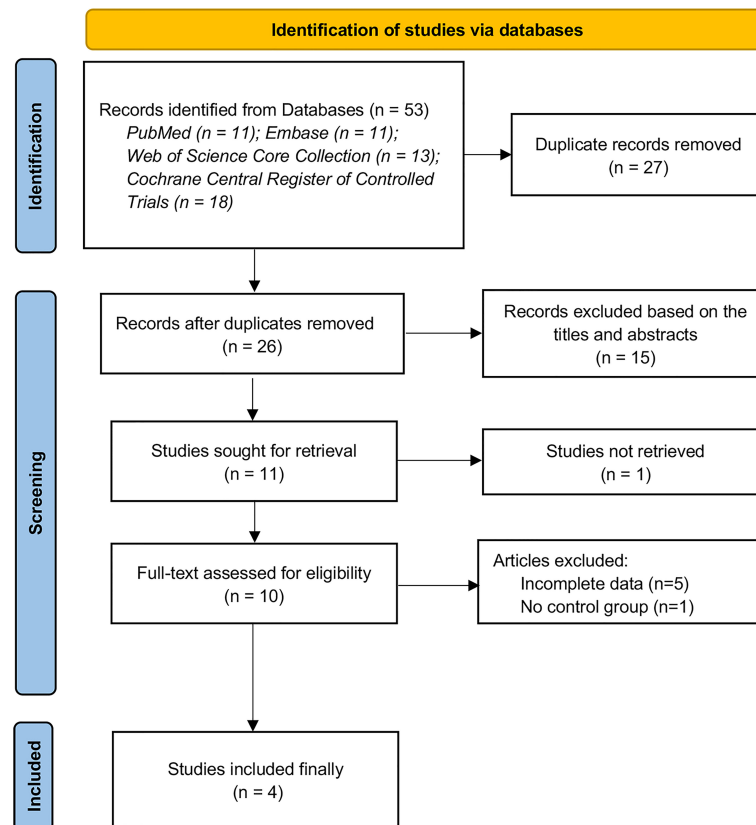 Identification of studies via databases
Identification
Records identified from Databases (n = 53)
PubMed (n = 11); Embase (n = 11);
Web of Science Core Collection (n = 13);
Cochrane Central Register of Controlled
Trials (n = 18)
Duplicate records removed
(n = 27)
Screening
Records after duplicates removed
(n = 26)
Records excluded based on the
titles and abstracts
(n = 15)
Studies sought for retrieval
(n = 11)
Studies not retrieved
(n = 1)
Full-text assessed for eligibility
(n = 10)
Articles excluded:
Incomplete data (n=5)
No control group (n=1)
Included
Studies included finally
(n = 4)